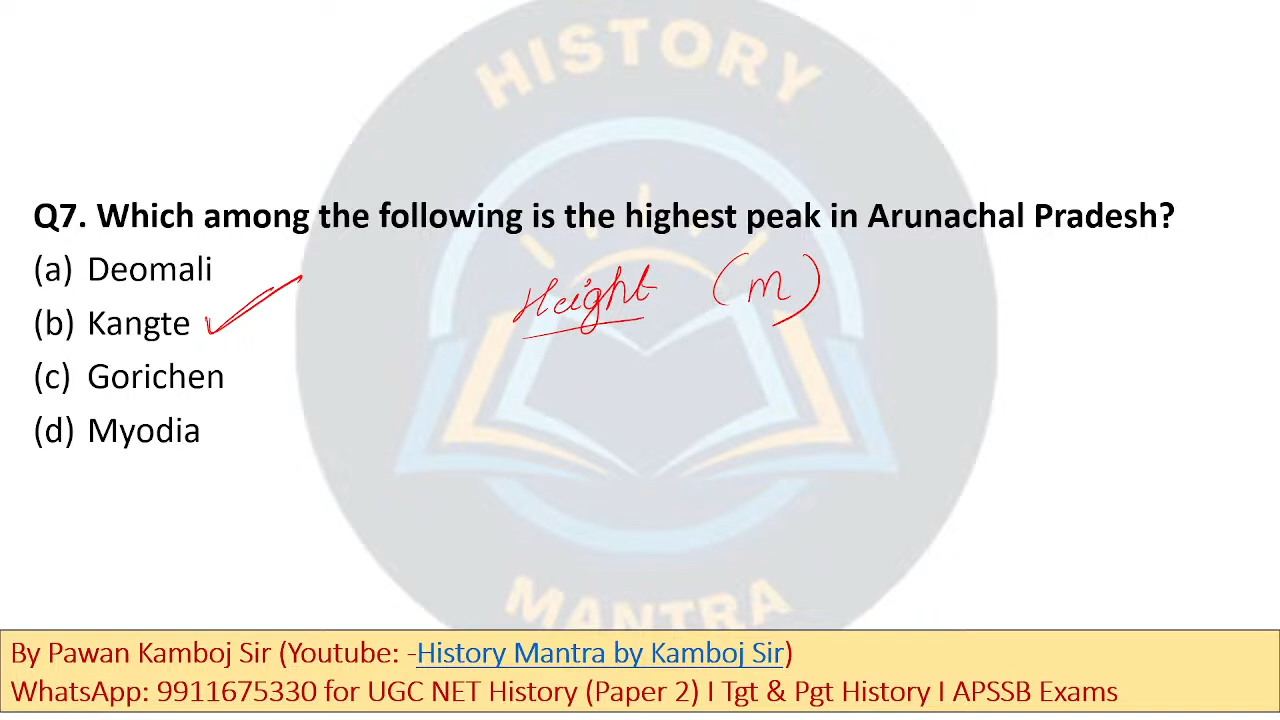 HISTORY
Q7. Which among the following is the highest peak in Arunachal Pradesh?
(a) Deomali
(b) Kangte
Height (m)
(c) Gorichen
(d) Myodia
MANTRA
By Pawan Kamboj Sir (Youtube: -History Mantra by Kamboj Sir)
WhatsApp: 9911675330 for UGC NET History (Paper 2) I Tgt & Pgt History I APSSB Exams